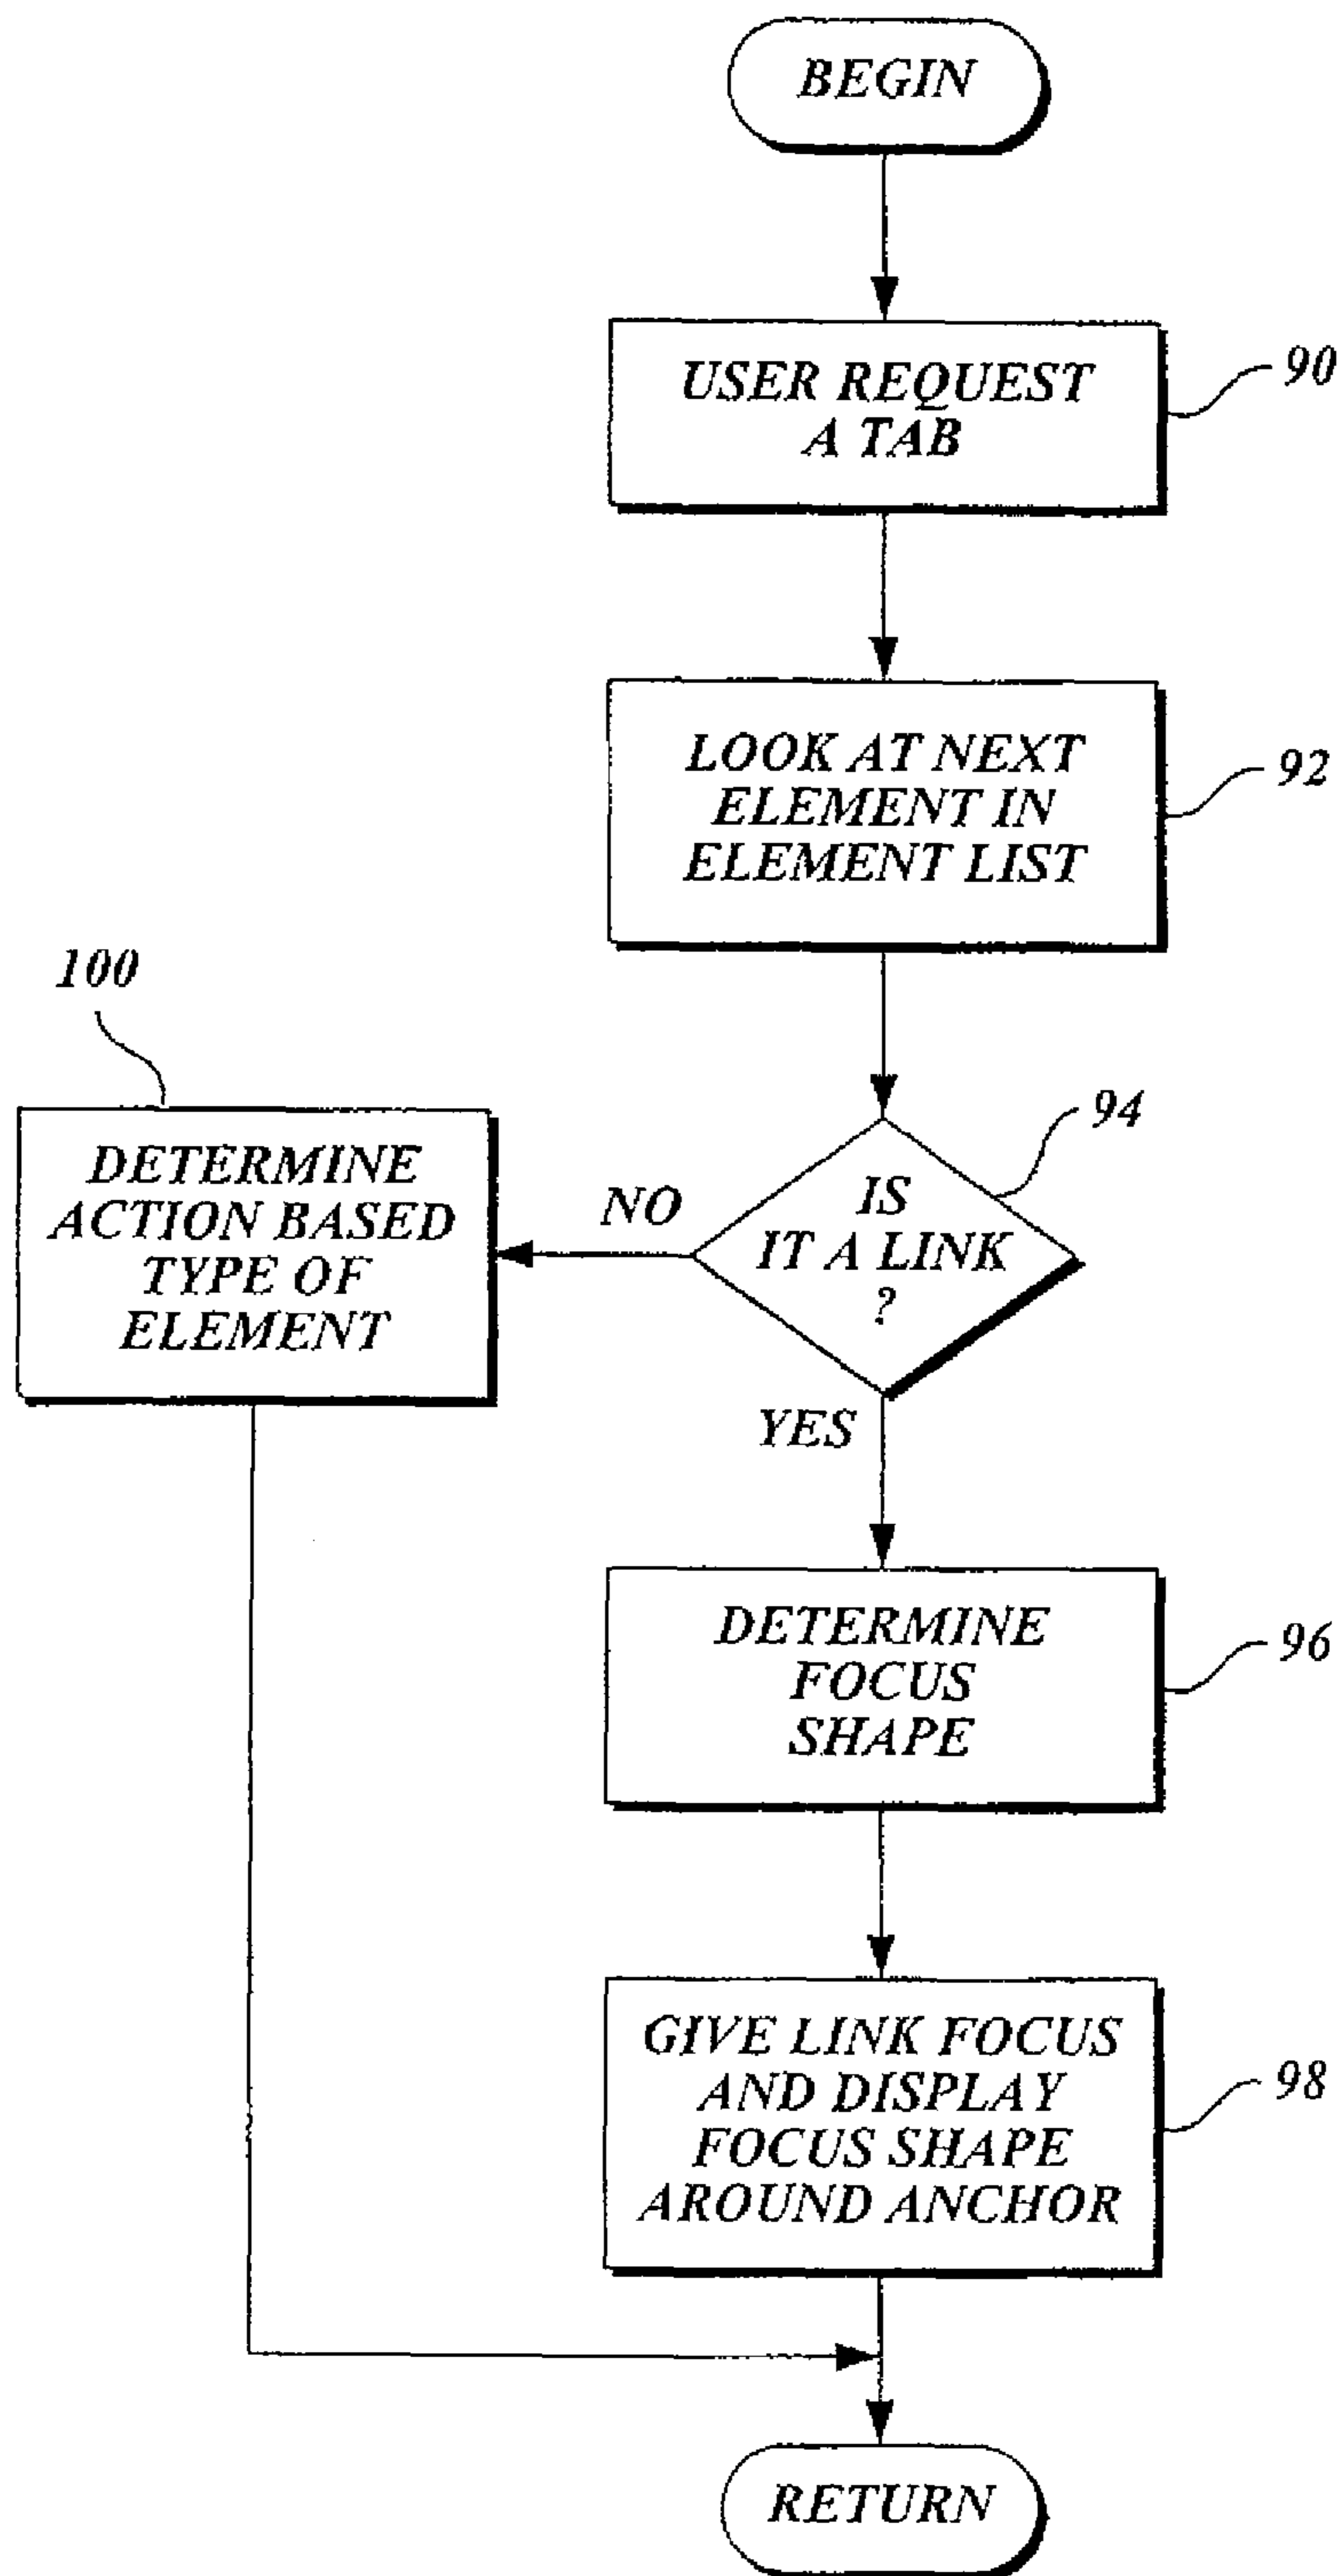 BEGIN
USER REQUEST
A TAB
90
LOOK AT NEXT
ELEMENT IN
ELEMENT LIST
92
100
DETERMINE
ACTION BASED
TYPE OF
ELEMENT
NO
IS
IT A LINK
?
94
YES
DETERMINE
FOCUS
SHAPE
96
GIVE LINK FOCUS
AND DISPLAY
FOCUS SHAPE
AROUND ANCHOR
98
RETURN